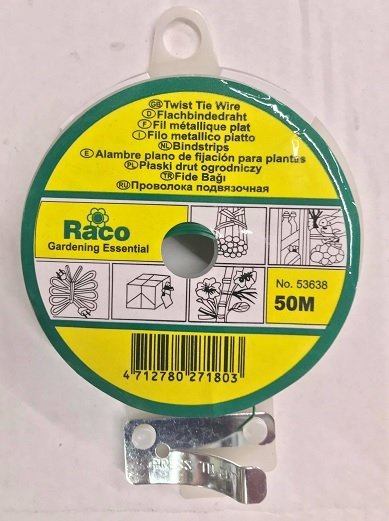 GB Twist Tie Wire
D Flachbindedraht
F Fil métallique plat
I Filo metallico piatto
NL Bindstrips
E Alambre plano de fijación para plantas
PL Płaski drut ogrodniczy
TR Fide Bağı
RU Проволока подвязочная
Raco
Gardening Essential
No. 53638
50M
4 712780 271803
PRESS TO